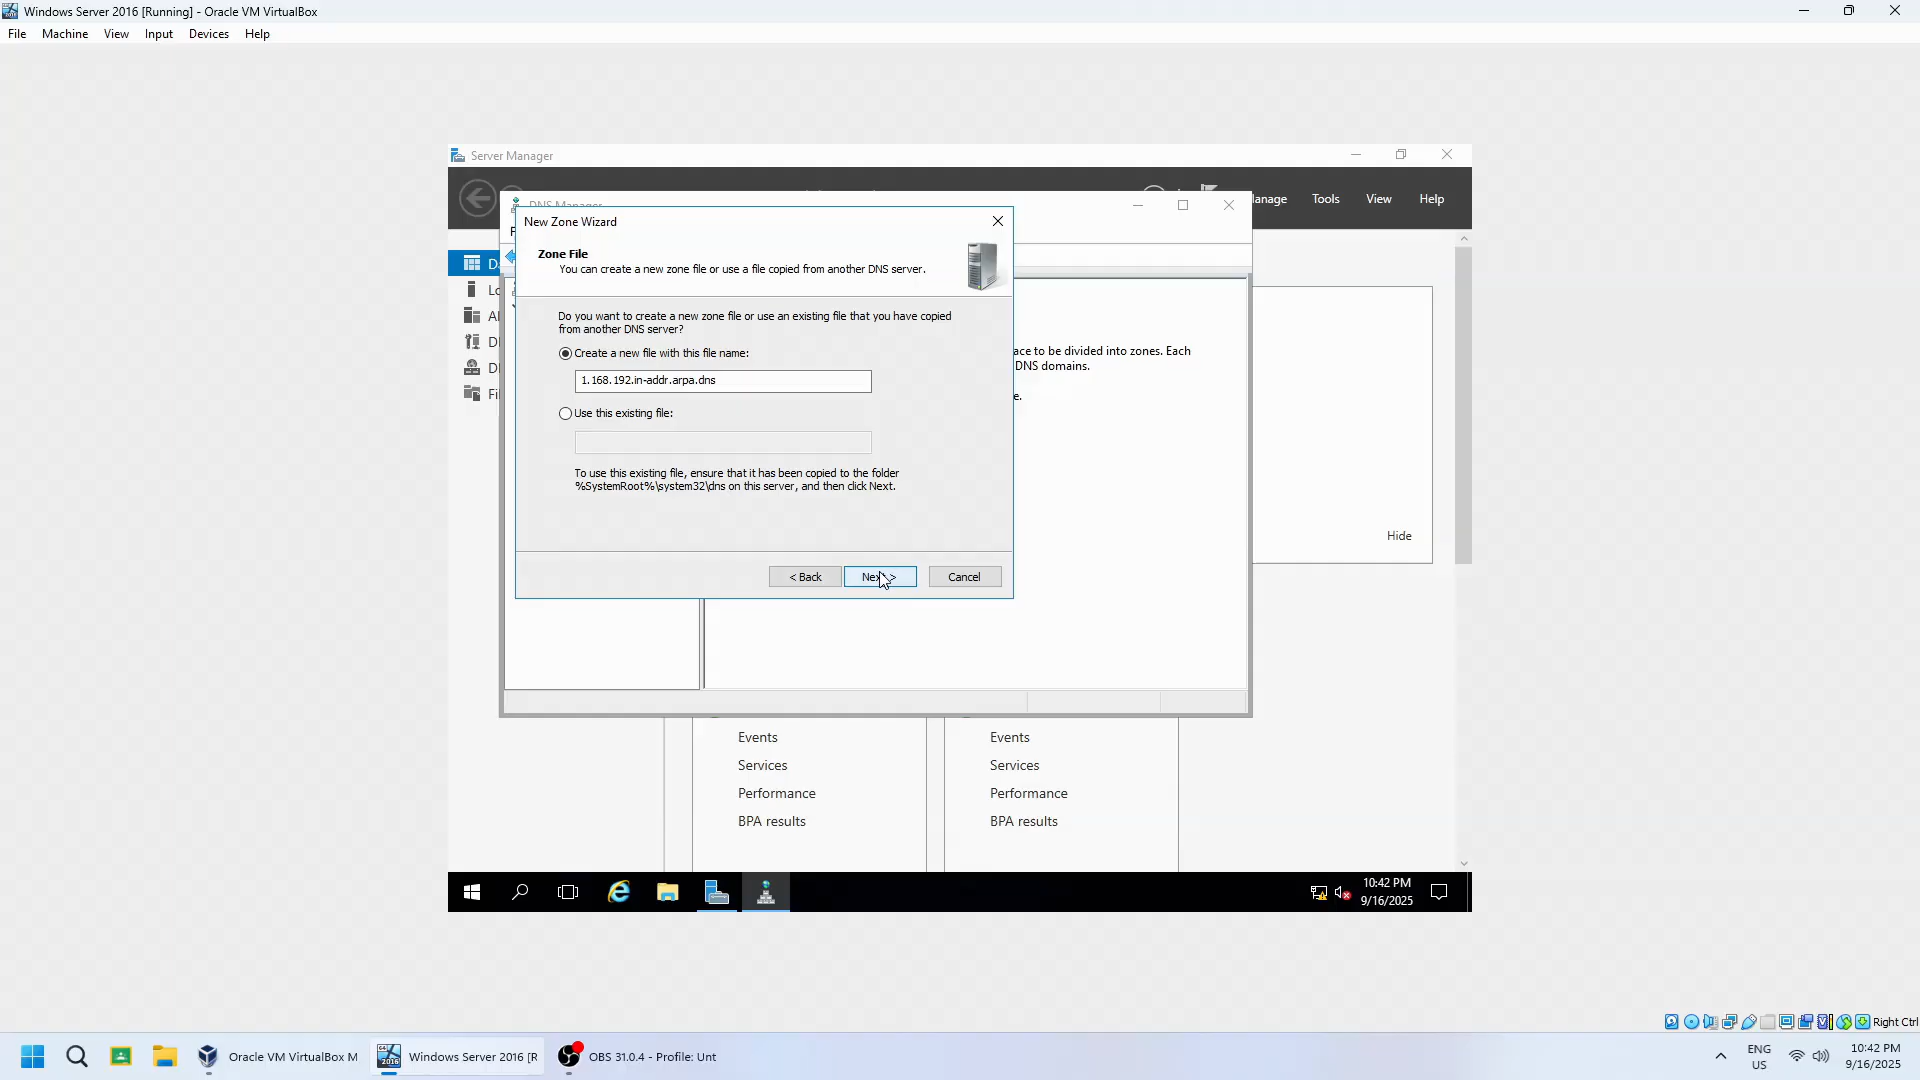 Windows Server 2016 [Running] - Oracle VM VirtualBox
File Machine View Input Devices Help
Server Manager
Manage Tools View Help
DNS Manager
New Zone Wizard
Zone File
You can create a new zone file or use a file copied from another DNS server.
Do you want to create a new zone file or use an existing file that you have copied
from another DNS server?
Create a new file with this file name:
1.168.192.in-addr.arpa.dns
Use this existing file:
To use this existing file, ensure that it has been copied to the folder
%SystemRoot%\system32\dns on this server, and then click Next.
< Back Next > Cancel
ace to be divided into zones. Each
DNS domains.
e.
Hide
Events Events
Services Services
Performance Performance
BPA results BPA results
10:42 PM
9/16/2025
Right Ctrl
Oracle VM VirtualBox M
Windows Server 2016 [R
OBS 31.0.4 - Profile: Unt
ENG
US
10:42 PM
9/16/2025